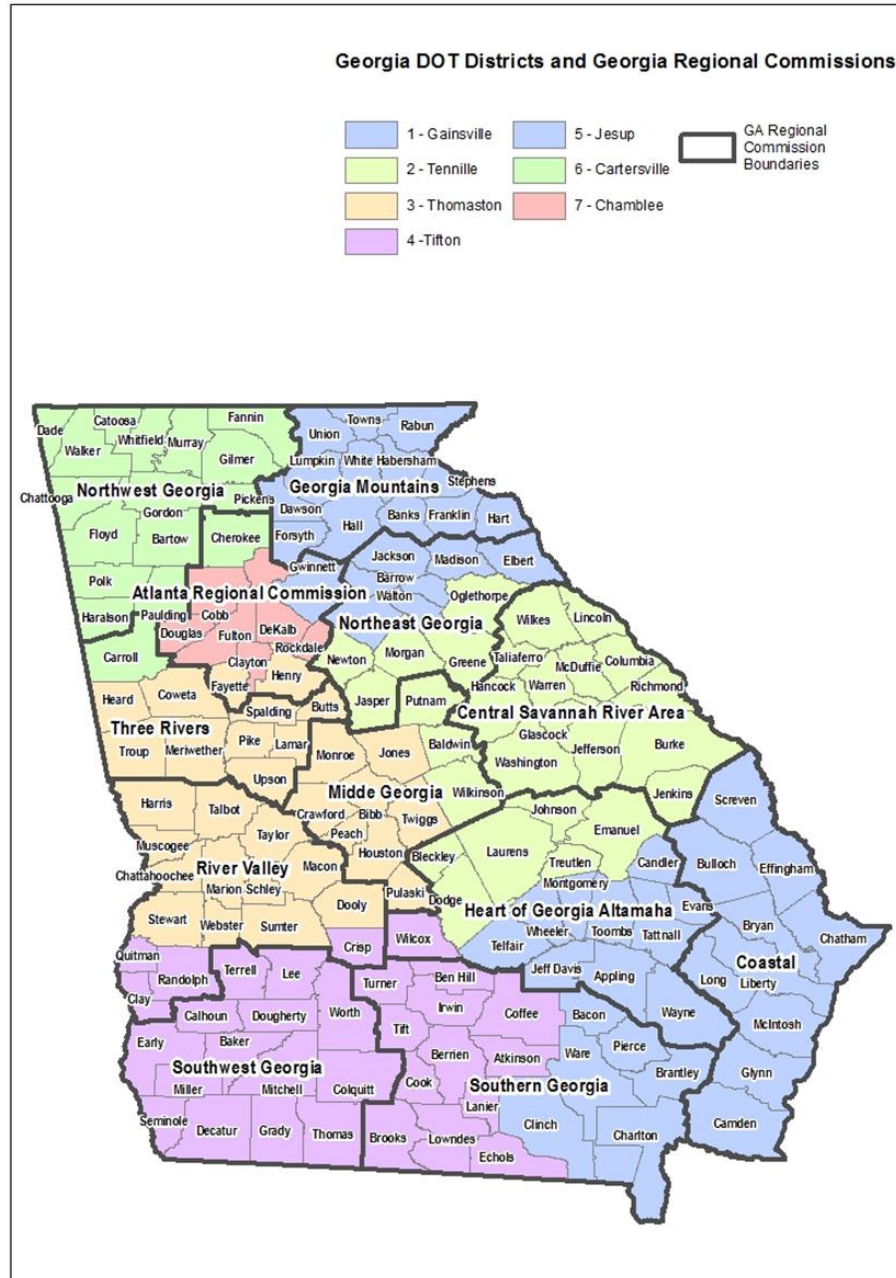 Georgia DOT Districts and Georgia Regional Commissions
1 - Gainsville
5 - Jesup
GA Regional
Commission
Boundaries
2 - Tennille
6 - Cartersville
3 - Thomaston
7 - Chamblee
4 -Tifton
Dade
Catoosa
Fannin
Towns
Rabun
Walker
Whitfield
Murray
Union
Gilmer
Lumpkin
White
Habersham
Stephens
Chattooga
Northwest Georgia
Pickens
Georgia Mountains
Gordon
Dawson
Banks
Franklin
Hart
Floyd
Bartow
Cherokee
Forsyth
Hall
Polk
Gwinnett
Jackson
Madison
Elbert
Barrow
Walton
Oglethorpe
Haralson
Paulding
Atlanta Regional Commission
Cobb
Douglas
Fulton
DeKalb
Rockdale
Northeast Georgia
Wilkes
Lincoln
Carroll
Clayton
Newton
Morgan
Greene
Taliaferro
McDuffie
Columbia
Fayette
Henry
Hancock
Warren
Richmond
Heard
Coweta
Spalding
Butts
Jasper
Putnam
Central Savannah River Area
Three Rivers
Troup
Meriwether
Pike
Lamar
Monroe
Jones
Baldwin
Glascock
Washington
Jefferson
Burke
Upson
Midde Georgia
Wilkinson
Jenkins
Screven
Harris
Talbot
Crawford
Bibb
Twiggs
Johnson
Emanuel
Taylor
Peach
Muscogee
Houston
Bleckley
Laurens
Treutlen
Candler
Bulloch
Effingham
Chattahoochee
River Valley
Macon
Marion
Schley
Pulaski
Dodge
Montgomery
Stewart
Webster
Sumter
Dooly
Heart of Georgia Altamaha
Evans
Bryan
Chatham
Telfair
Wheeler
Toombs
Tattnall
Crisp
Wilcox
Quitman
Randolph
Terrell
Lee
Jeff Davis
Appling
Long
Liberty
Coastal
Clay
Turner
Ben Hill
Calhoun
Dougherty
Worth
Irwin
Coffee
Bacon
Wayne
McIntosh
Early
Baker
Tift
Pierce
Southwest Georgia
Berrien
Atkinson
Ware
Brantley
Glynn
Miller
Mitchell
Colquitt
Cook
Southern Georgia
Lanier
Seminole
Decatur
Grady
Thomas
Brooks
Lowndes
Clinch
Charlton
Camden
Echols